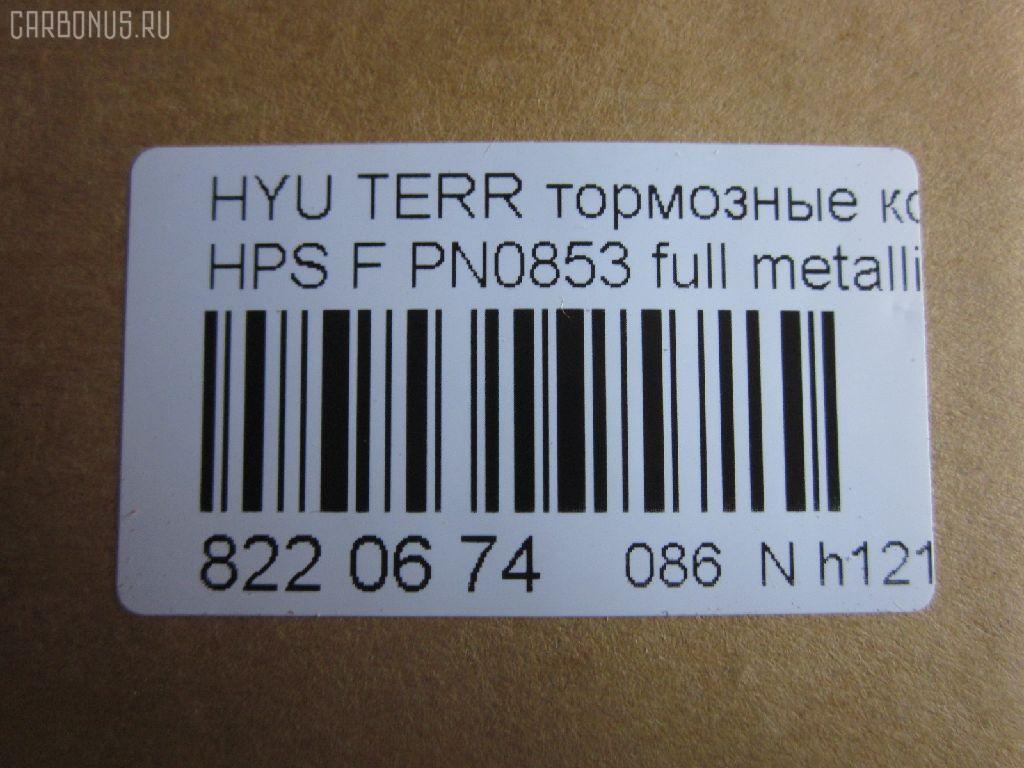 CARBONUS.RU
HYU TERR тормозные ко
HPS F PN0853 full metalli
822 06 74 086 N h121